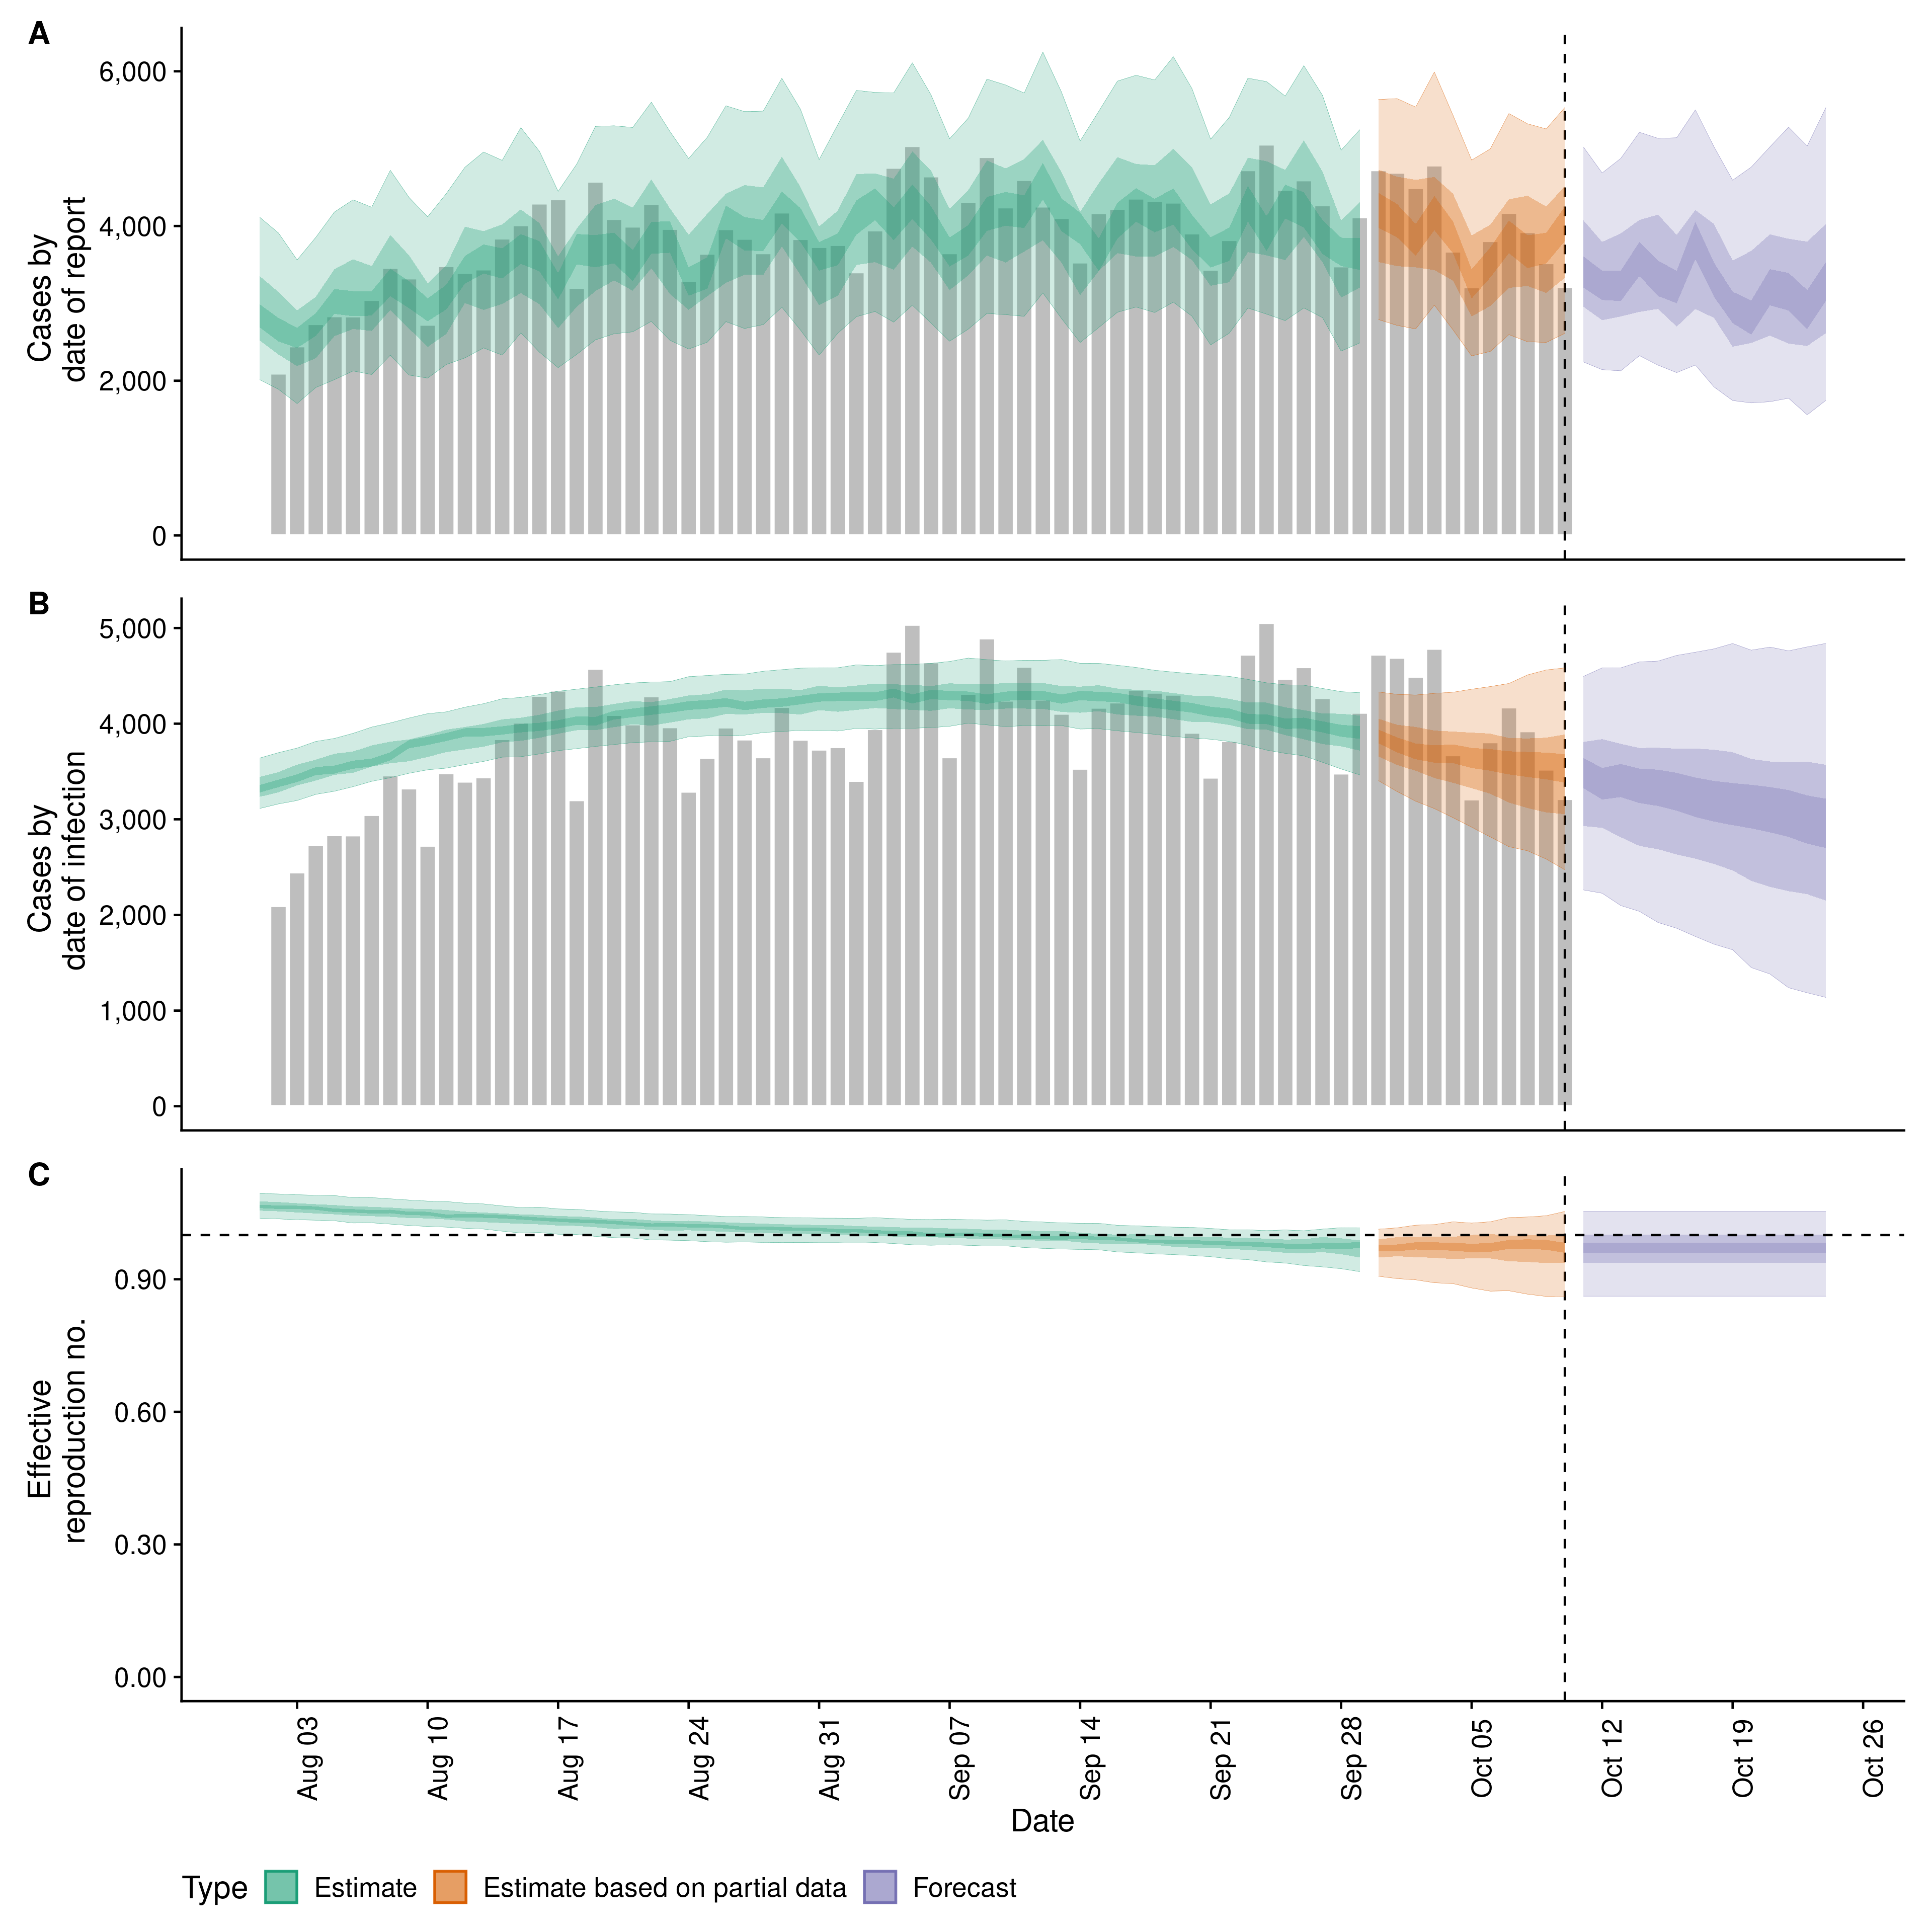 A
Cases by
date of report
6,000
4,000
2,000
0
B
Cases by
date of infection
5,000
4,000
3,000
2,000
1,000
0
C
Effective
reproduction no.
0.90
0.60
0.30
0.00
Aug 03
Aug 10
Aug 17
Aug 24
Aug 31
Sep 07
Sep 14
Sep 21
Sep 28
Oct 05
Oct 12
Oct 19
Oct 26
Date
Type Estimate Estimate based on partial data Forecast